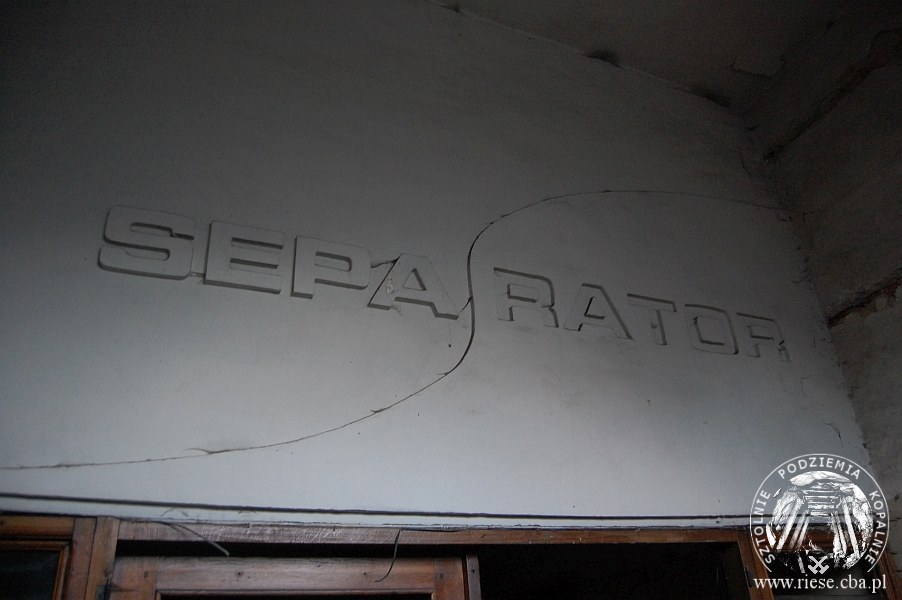 SEPARATOR
SZTOLNIE PODZIEMIA KOPALNIE
www.riese.cba.pl